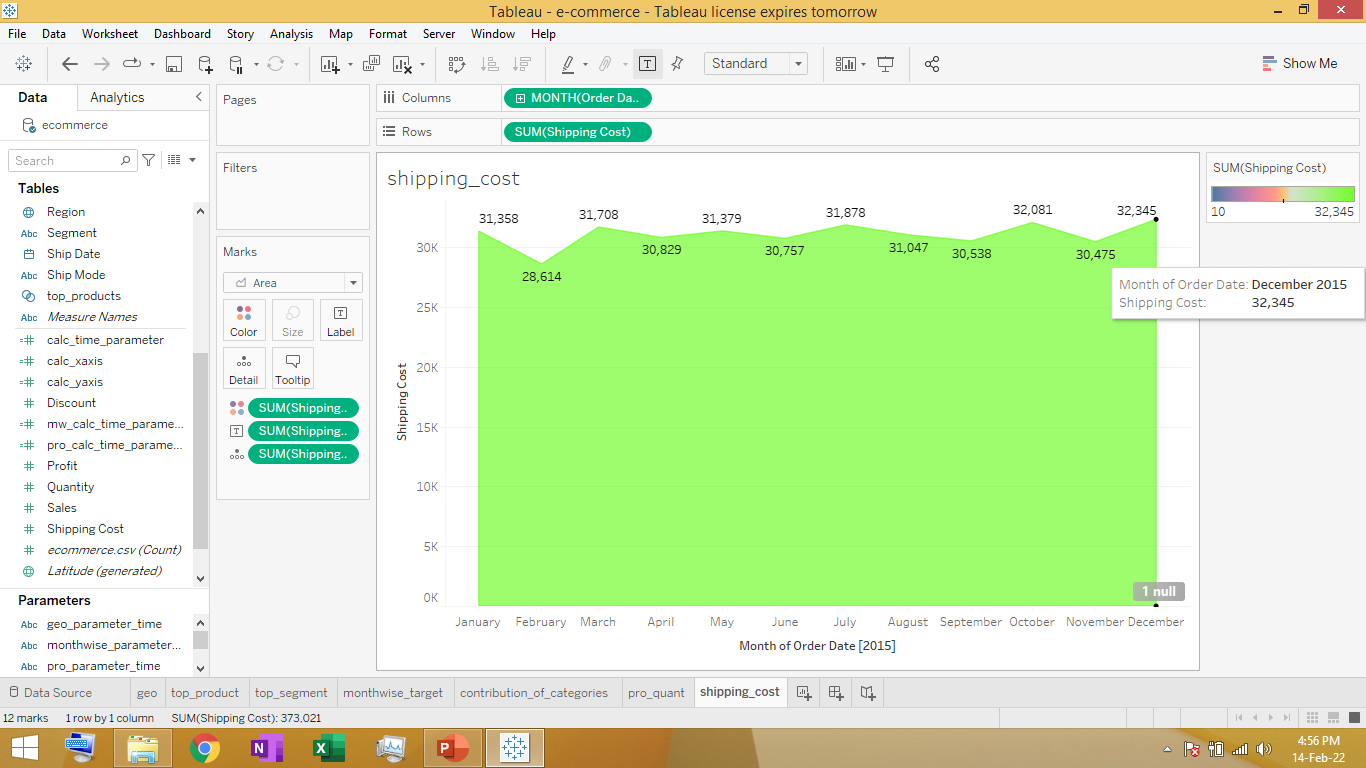 Tableau - e-commerce - Tableau license expires tomorrow
File Data Worksheet Dashboard Story Analysis Map Format Server Window Help
Standard
Show Me
Data Analytics
ecommerce
Search
Tables
Region
Abc Segment
Ship Date
Abc Ship Mode
top_products
Abc Measure Names
calc_time_parameter
calc_xaxis
calc_yaxis
Discount
mw_calc_time_parame...
pro_calc_time_parame...
Profit
Quantity
Sales
Shipping Cost
ecommerce.csv (Count)
Latitude (generated)
Parameters
Abc geo_parameter_time
Abc monthwise_parameter...
Abc pro_parameter_time
Pages
Filters
Marks
Area
Color Size Label
Detail Tooltip
SUM(Shipping..
SUM(Shipping..
SUM(Shipping..
Columns MONTH(Order Da..
Rows SUM(Shipping Cost)
shipping_cost
31,358 28,614 31,708 30,829 31,379 30,757 31,878 31,047 30,538 32,081 30,475 32,345
30K
25K
20K
15K
10K
5K
0K
Shipping Cost
Month of Order Date: December 2015
Shipping Cost: 32,345
1 null
January February March April May June July August September October November December
Month of Order Date [2015]
SUM(Shipping Cost)
10 32,345
Data Source geo top_product top_segment monthwise_target contribution_of_categories pro_quant shipping_cost
12 marks 1 row by 1 column SUM(Shipping Cost): 373,021
4:56 PM
14-Feb-22